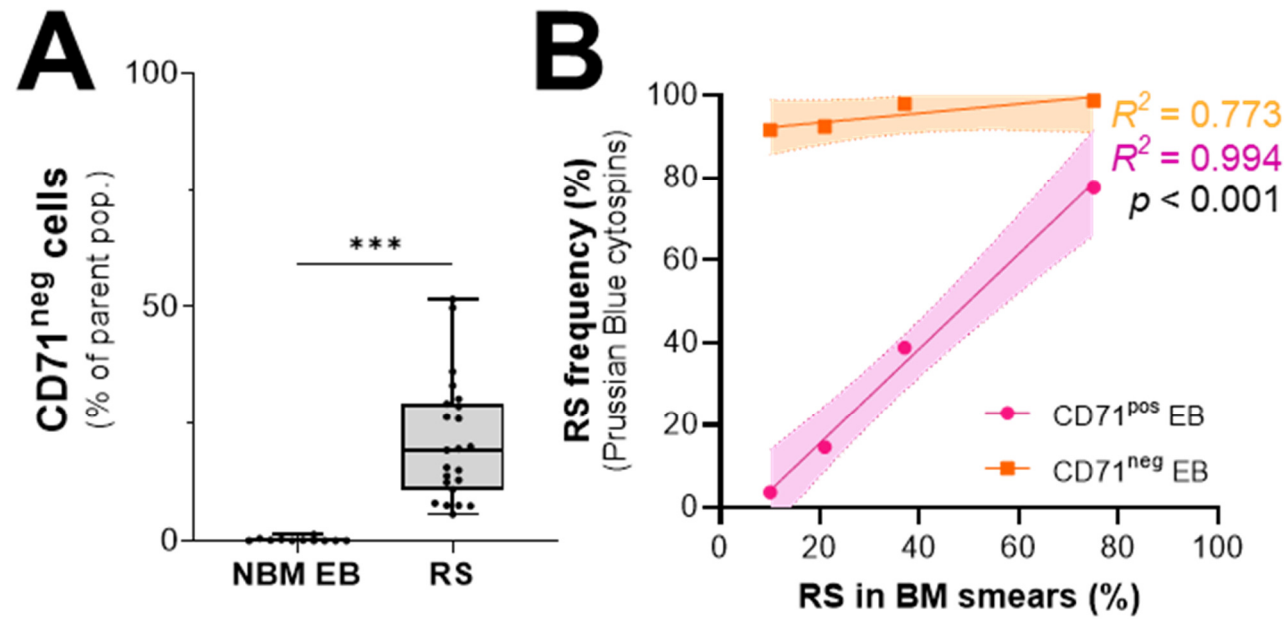 A
CD71neg cells
(% of parent pop.)
100
50
0
***
NBM EB
RS
B
RS frequency (%)
(Prussian Blue cytospins)
100
80
60
40
20
0
R2 = 0.773
R2 = 0.994
p < 0.001
CD71pos EB
CD71neg EB
0 20 40 60 80 100
RS in BM smears (%)